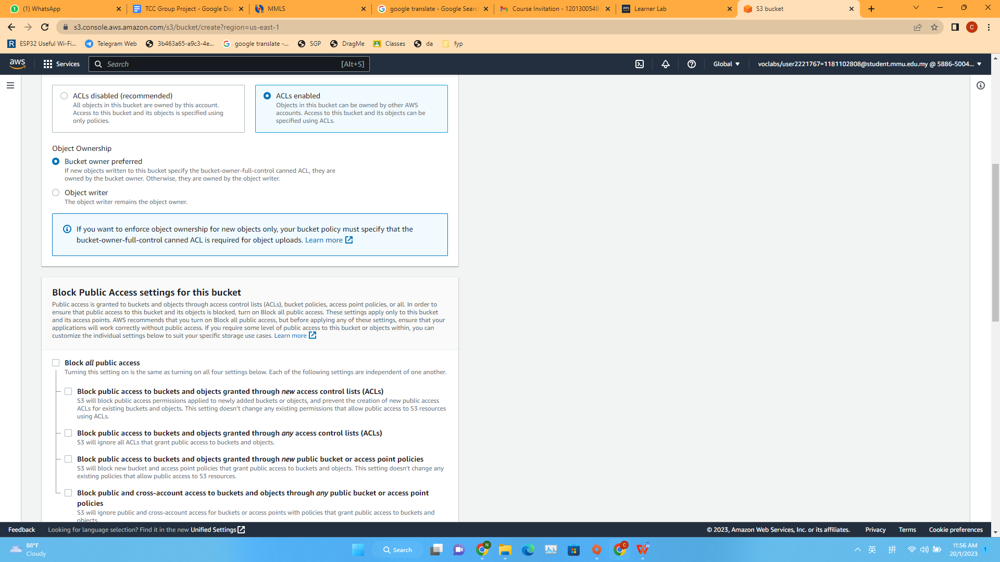 (1) WhatsApp
TCC Group Project - Google Doc
MMLS
google translate - Google Search
Course Invitation - 1201300548
Learner Lab
S3 bucket
s3.console.aws.amazon.com/s3/bucket/create?region=us-east-1
ESP32 Useful Wi-Fi...
Telegram Web
3b463a65-a9c3-4e...
google translate -...
SGP
DragMe
Classes
da
fyp
aws
Services
Search
[Alt+S]
Global
voclabs/user2221767=1181102808@student.mmu.edu.my @ 5886-5004...
ACLs disabled (recommended)
All objects in this bucket are owned by this account.
Access to this bucket and its objects is specified using
only policies.
ACLs enabled
Objects in this bucket can be owned by other AWS
accounts. Access to this bucket and its objects can be
specified using ACLs.
Object Ownership
Bucket owner preferred
If new objects written to this bucket specify the bucket-owner-full-control canned ACL, they are
owned by the bucket owner. Otherwise, they are owned by the object writer.
Object writer
The object writer remains the object owner.
If you want to enforce object ownership for new objects only, your bucket policy must specify that the
bucket-owner-full-control canned ACL is required for object uploads. Learn more
Block Public Access settings for this bucket
Public access is granted to buckets and objects through access control lists (ACLs), bucket policies, access point policies, or all. In order to
ensure that public access to this bucket and its objects is blocked, turn on Block all public access. These settings apply only to this bucket
and its access points. AWS recommends that you turn on Block all public access, but before applying any of these settings, ensure that your
applications will work correctly without public access. If you require some level of public access to this bucket or objects within, you can
customize the individual settings below to suit your specific storage use cases. Learn more
Block all public access
Turning this setting on is the same as turning on all four settings below. Each of the following settings are independent of one another.
Block public access to buckets and objects granted through new access control lists (ACLs)
S3 will block public access permissions applied to newly added buckets or objects, and prevent the creation of new public access
ACLs for existing buckets and objects. This setting doesn't change any existing permissions that allow public access to S3 resources
using ACLs.
Block public access to buckets and objects granted through any access control lists (ACLs)
S3 will ignore all ACLs that grant public access to buckets and objects.
Block public access to buckets and objects granted through new public bucket or access point policies
S3 will block new bucket and access point policies that grant public access to buckets and objects. This setting doesn't change any
existing policies that allow public access to S3 resources.
Block public and cross-account access to buckets and objects through any public bucket or access point
policies
S3 will ignore public and cross-account access for buckets or access points with policies that grant public access to buckets and
objects.
Feedback
Looking for language selection? Find it in the new Unified Settings
© 2023, Amazon Web Services, Inc. or its affiliates.
Privacy
Terms
Cookie preferences
88°F
Cloudy
Search
英
拼
11:56 AM
20/1/2023
1